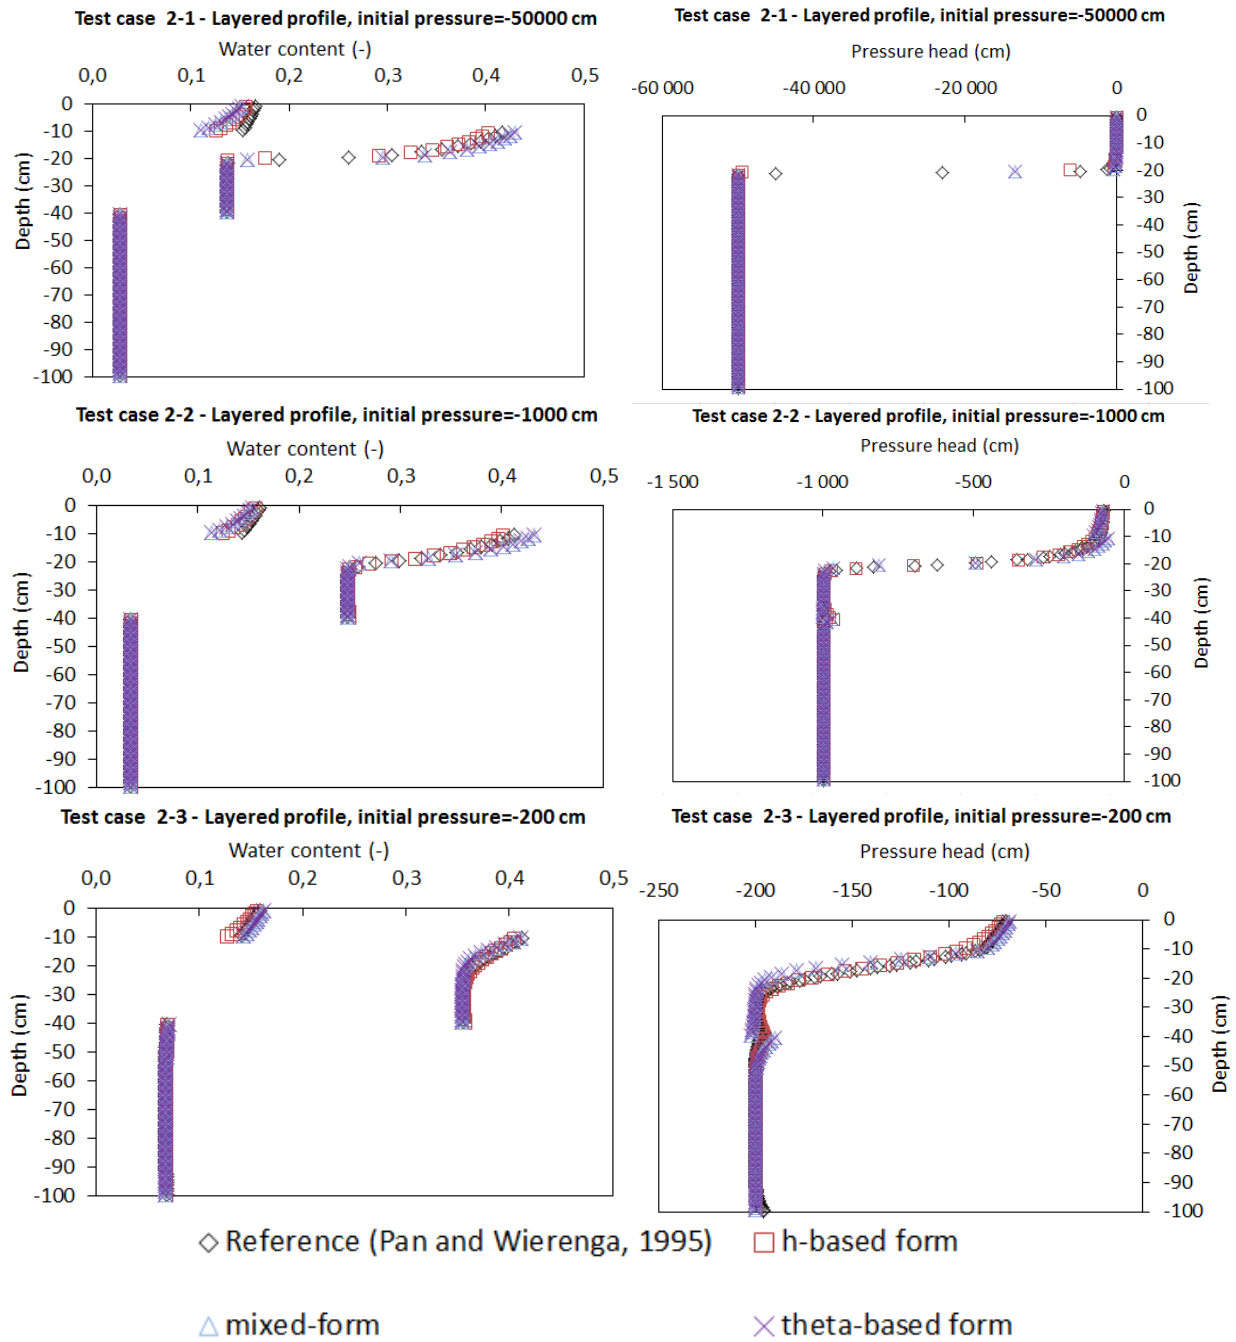 Test case 2-1 - Layered profile, initial pressure=-50000 cm
Water content (-)
0,0 0,1 0,2 0,3 0,4 0,5
0
-10
-20
-30
-40
-50
-60
-70
-80
-90
-100
Depth (cm)
Test case 2-1 - Layered profile, initial pressure=-50000 cm
Pressure head (cm)
-60 000 -40 000 -20 000 0
0
-10
-20
-30
-40
-50
-60
-70
-80
-90
-100
Depth (cm)
Test case 2-2 - Layered profile, initial pressure=-1000 cm
Water content (-)
0,0 0,1 0,2 0,3 0,4 0,5
0
-10
-20
-30
-40
-50
-60
-70
-80
-90
-100
Depth (cm)
Test case 2-2 - Layered profile, initial pressure=-1000 cm
Pressure head (cm)
-1 500 -1 000 -500 0
0
-10
-20
-30
-40
-50
-60
-70
-80
-90
-100
Depth (cm)
Test case 2-3 - Layered profile, initial pressure=-200 cm
Water content (-)
0,0 0,1 0,2 0,3 0,4 0,5
0
-10
-20
-30
-40
-50
-60
-70
-80
-90
-100
Depth (cm)
Test case 2-3 - Layered profile, initial pressure=-200 cm
Pressure head (cm)
-250 -200 -150 -100 -50 0
0
-10
-20
-30
-40
-50
-60
-70
-80
-90
-100
Depth (cm)
Reference (Pan and Wierenga, 1995) h-based form
mixed-form theta-based form